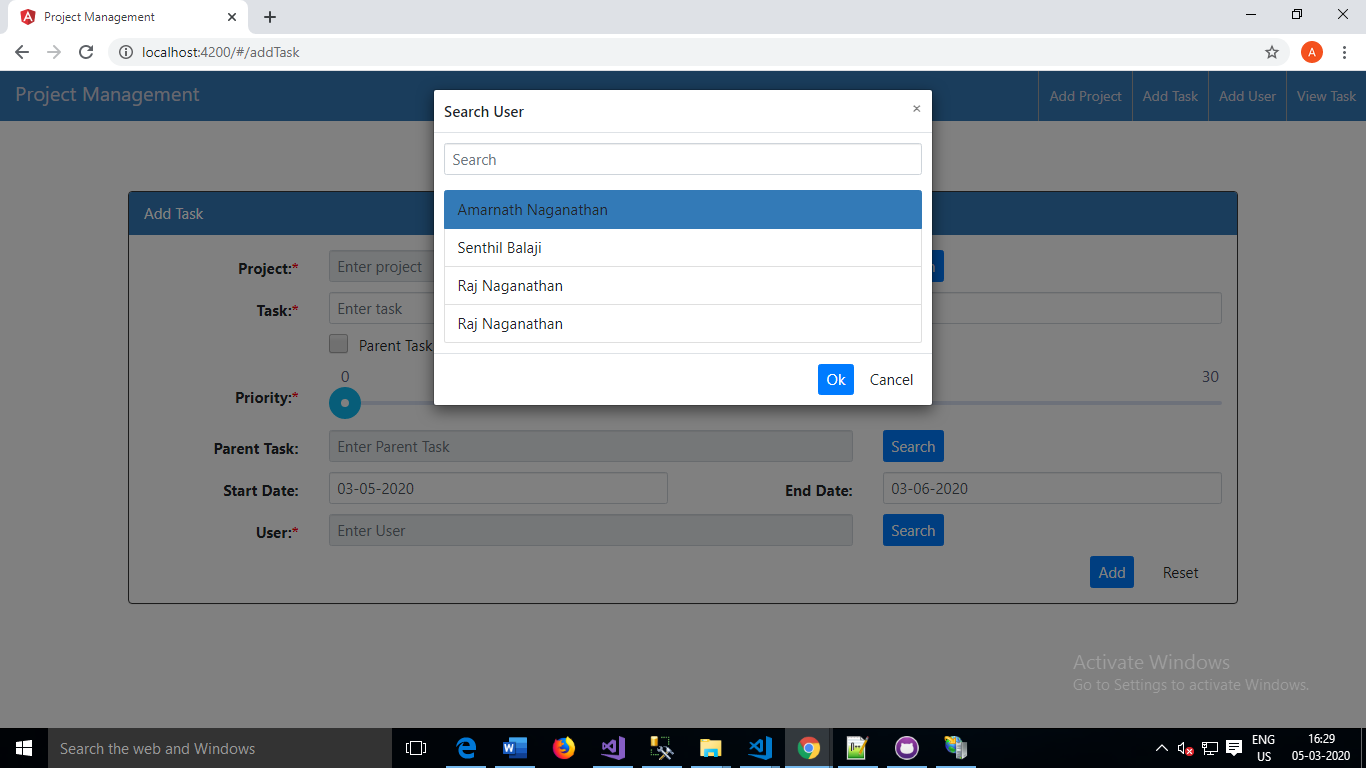 Project Management
localhost:4200/#/addTask
A
Project Management
Add Project
Add Task
Add User
View Task
Search User
×
Search
Amarnath Naganathan
Senthil Balaji
Raj Naganathan
Raj Naganathan
Ok
Cancel
Add Task
Project:*
Enter project
Task:*
Enter task
Parent Task
0
30
Priority:*
Parent Task:
Enter Parent Task
Search
Start Date:
03-05-2020
End Date:
03-06-2020
User:*
Enter User
Search
Add
Reset
Activate Windows
Go to Settings to activate Windows.
Search the web and Windows
ENG
US
16:29
05-03-2020